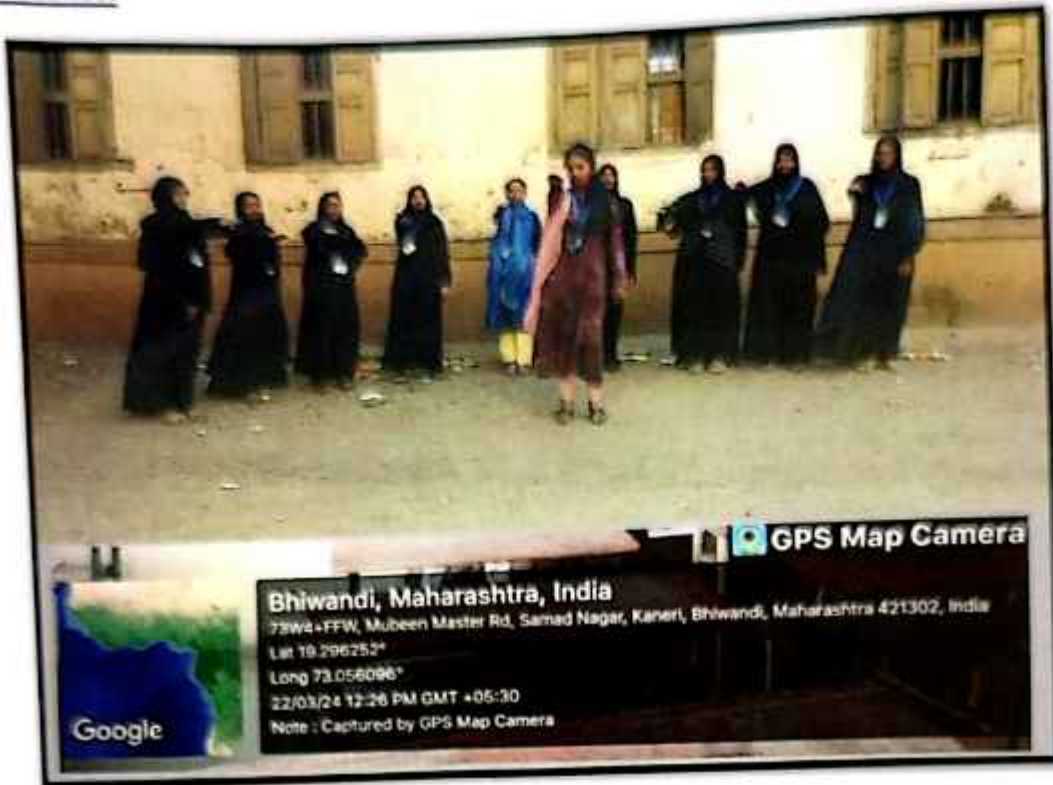 GPS Map Camera
Bhiwandi, Maharashtra, India
73W4+FFW, Mubeen Master Rd, Samad Nagar, Kaneri, Bhiwandi, Maharashtra 421302, India
Lat 19.296252°
Long 73.056096°
22/03/24 12:26 PM GMT +05:30
Note : Captured by GPS Map Camera
Google